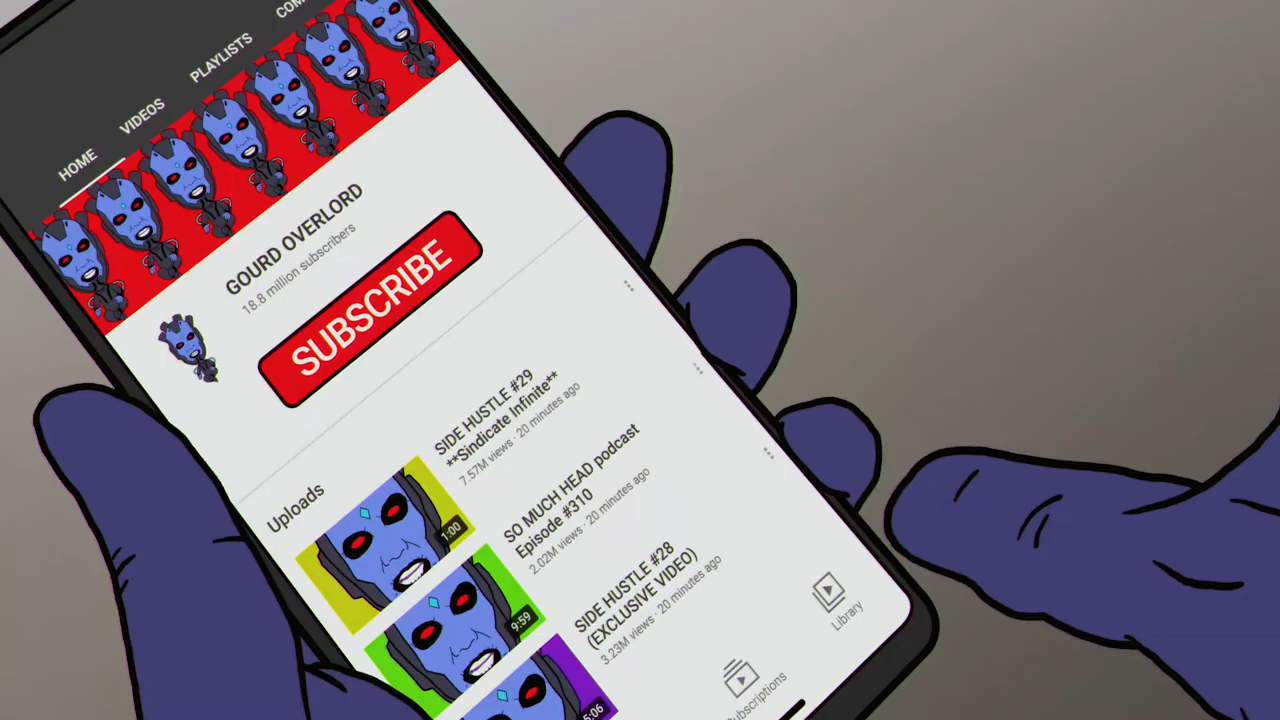 HOME
VIDEOS
PLAYLISTS
COM
GOURD OVERLORD
18.8 million subscribers
SUBSCRIBE
Uploads
SIDE HUSTLE #29
**Sindicate Infinite**
7.57M views · 20 minutes ago
1:00
SO MUCH HEAD podcast
Episode #310
2.02M views · 20 minutes ago
9:59
SIDE HUSTLE #28
(EXCLUSIVE VIDEO)
3.23M views · 20 minutes ago
5:06
Subscriptions
Library